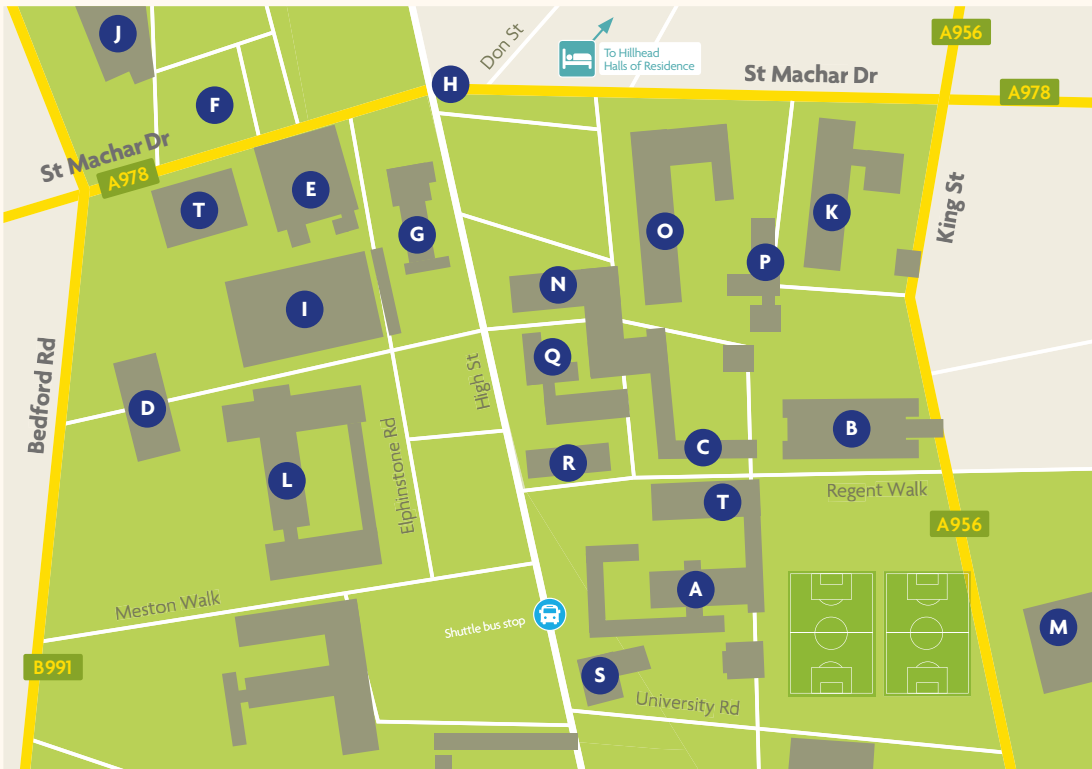 J
A956
Don St
To Hillhead
Halls of Residence
St Machar Dr
H
A978
F
St Machar Dr
A978
T
E
G
O
K
King St
P
N
I
Q
High St
Bedford Rd
D
B
C
R
Elphinstone Rd
L
T
Regent Walk
A956
A
Meston Walk
Shuttle bus stop
M
B991
S
University Rd